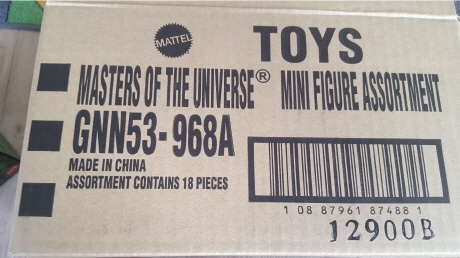 MATTEL
TOYS
MASTERS OF THE UNIVERSE® MINI FIGURE ASSORTMENT
GNN53-968A
MADE IN CHINA
ASSORTMENT CONTAINS 18 PIECES
1 08 87961 87488 1
12900B